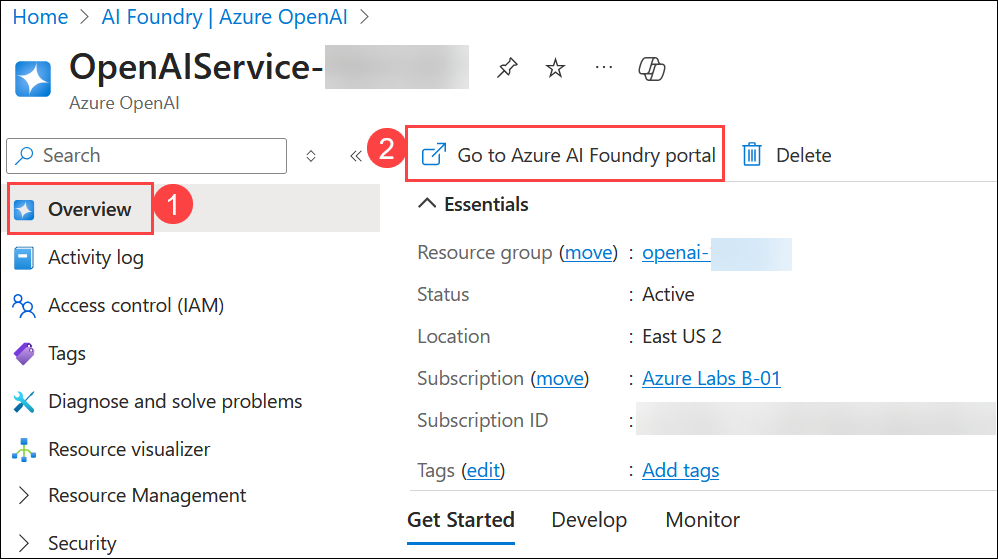 Home > AI Foundry | Azure OpenAI >
OpenAIService-
Azure OpenAI
Search
2
Go to Azure AI Foundry portal
Delete
Overview
1
Essentials
Activity log
Resource group (move) : openai-
Status : Active
Access control (IAM)
Location : East US 2
Tags
Subscription (move) : Azure Labs B-01
Diagnose and solve problems
Subscription ID :
Resource visualizer
Tags (edit) : Add tags
Resource Management
Get Started Develop Monitor
Security